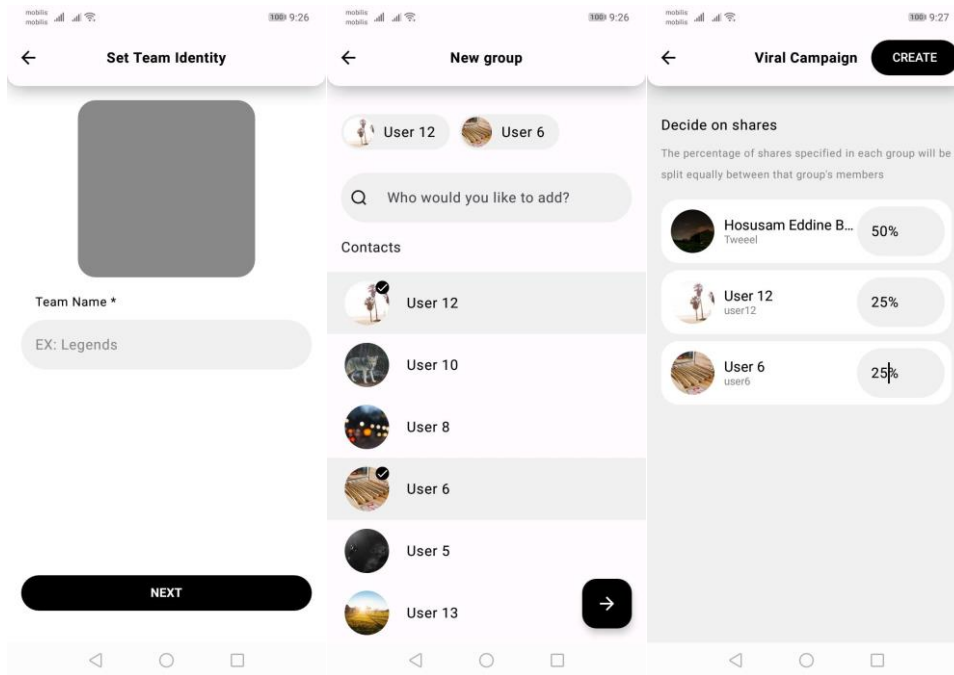 mobilis
mobilis
100 9:26
Set Team Identity
Team Name *
EX: Legends
NEXT
mobilis
mobilis
100 9:26
New group
User 12
User 6
Who would you like to add?
Contacts
User 12
User 10
User 8
User 6
User 5
User 13
mobilis
mobilis
100 9:27
Viral Campaign
CREATE
Decide on shares
The percentage of shares specified in each group will be
split equally between that group's members
Hosusam Eddine B...
Tweeel
50%
User 12
user12
25%
User 6
user6
25%